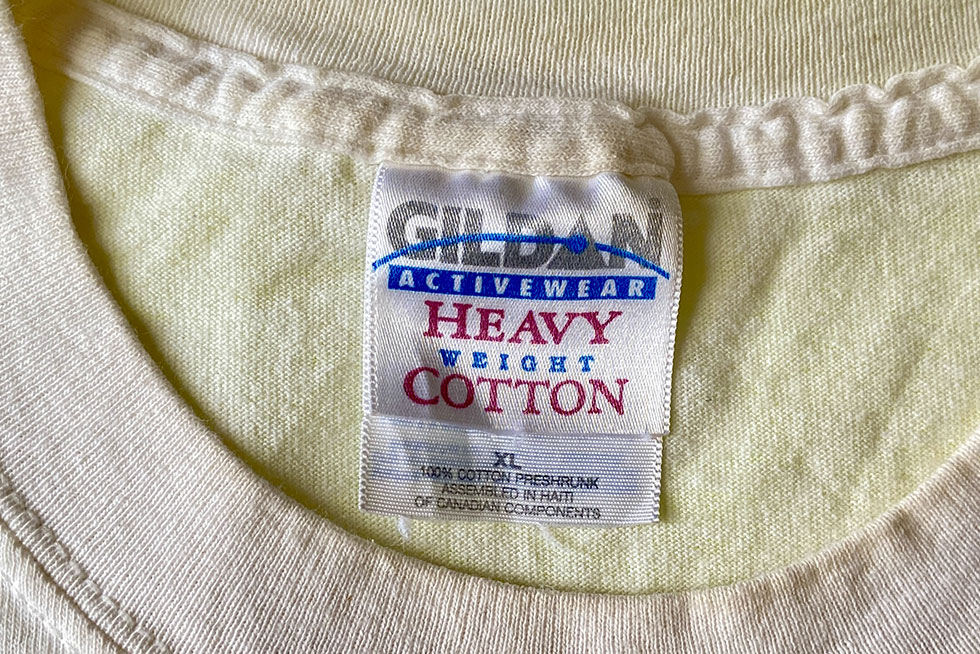 GILDAN
ACTIVEWEAR
HEAVY
WEIGHT
COTTON
XL
100% COTTON PRESHRUNK
ASSEMBLED IN HAITI
OF CANADIAN COMPONENTS